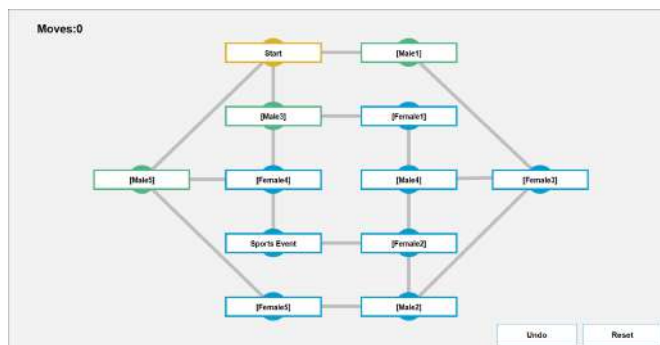 Moves:0
Start
[Male1]
[Male3]
[Female1]
[Male5]
[Female4]
[Male4]
[Female3]
Sports Event
[Female2]
[Female5]
[Male2]
Undo
Reset